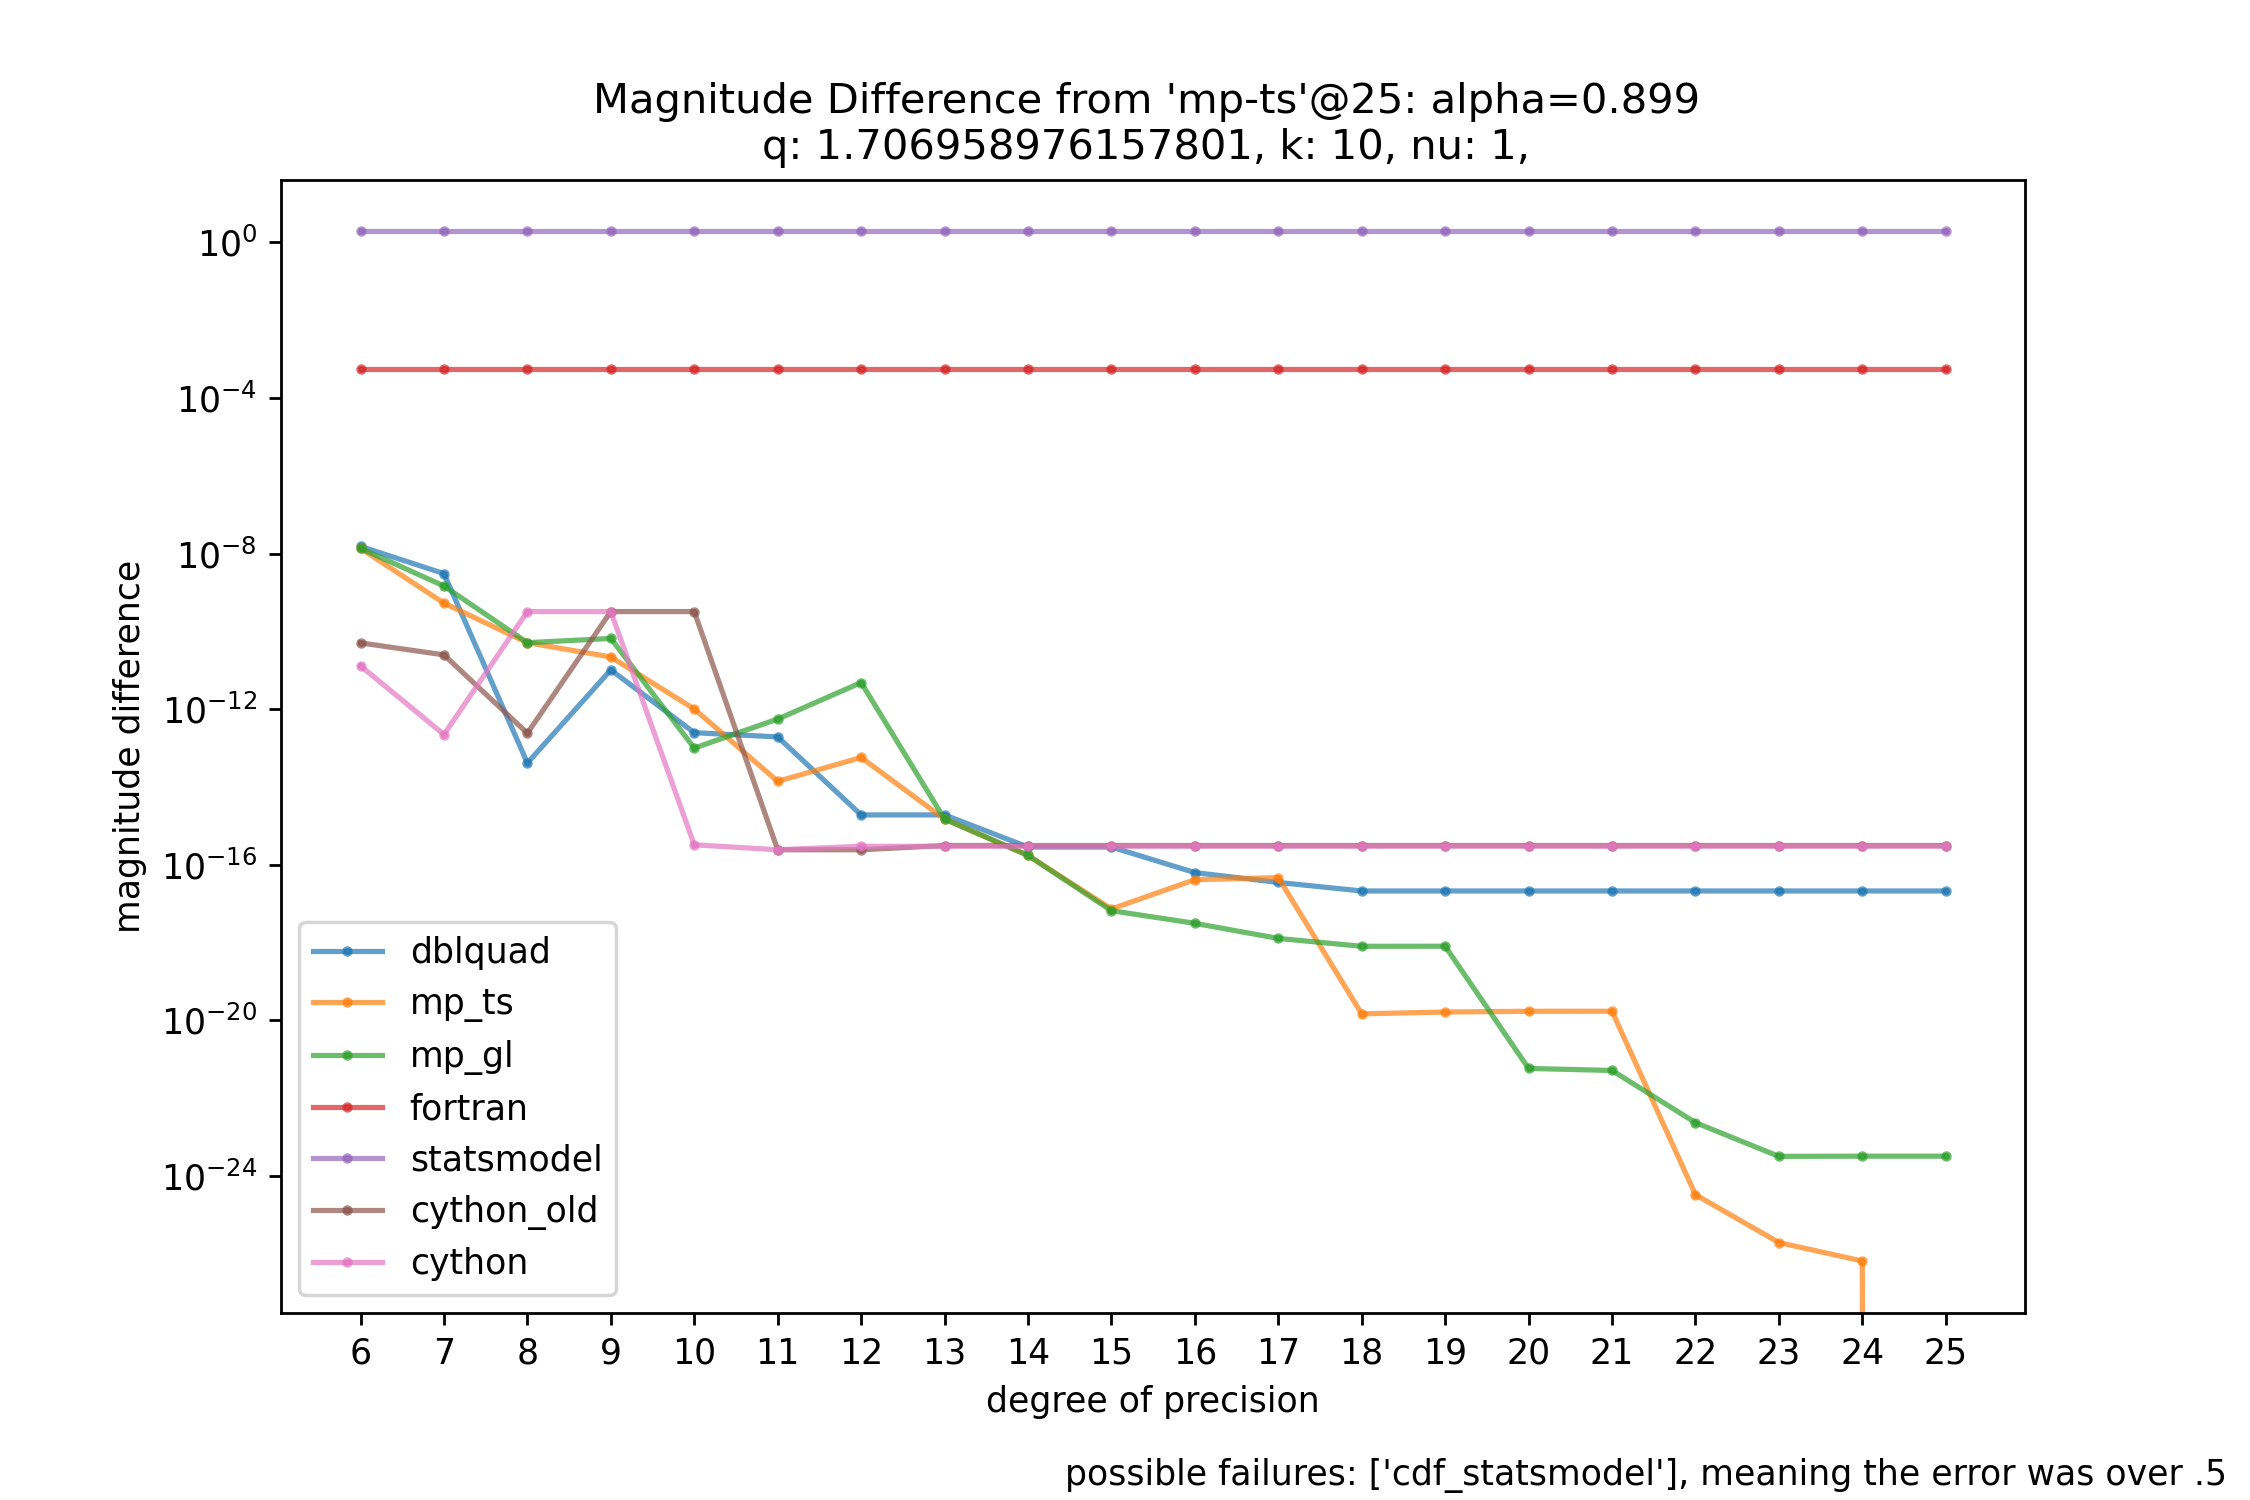 Magnitude Difference from 'mp-ts'@25: alpha=0.899
q: 1.706958976157801, k: 10, nu: 1,
magnitude difference
10⁰
10⁻⁴
10⁻⁸
10⁻¹²
10⁻¹⁶
10⁻²⁰
10⁻²⁴
dblquad
mp_ts
mp_gl
fortran
statsmodel
cython_old
cython
6 7 8 9 10 11 12 13 14 15 16 17 18 19 20 21 22 23 24 25
degree of precision
possible failures: ['cdf_statsmodel'], meaning the error was over .5